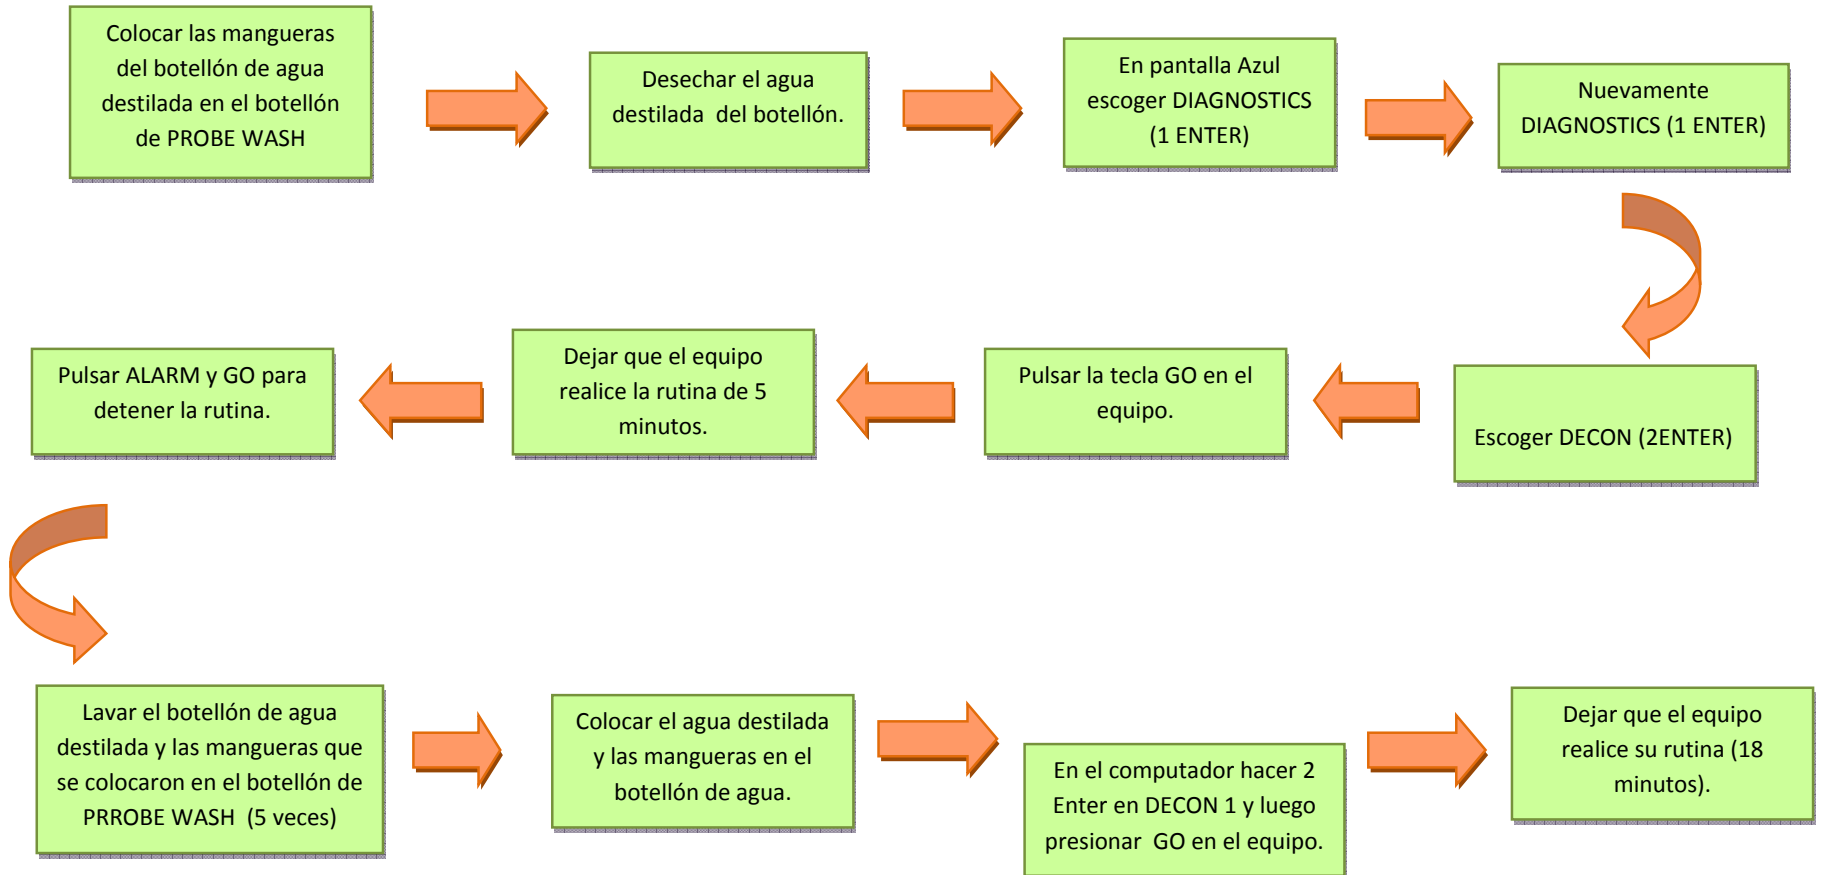 Colocar las mangueras
del botellón de agua
destilada en el botellón
de PROBE WASH
Desechar el agua
destilada del botellón.
En pantalla Azul
escoger DIAGNOSTICS
(1 ENTER)
Nuevamente
DIAGNOSTICS (1 ENTER)
Escoger DECON (2ENTER)
Pulsar la tecla GO en el
equipo.
Dejar que el equipo
realice la rutina de 5
minutos.
Pulsar ALARM y GO para
detener la rutina.
Lavar el botellón de agua
destilada y las mangueras que
se colocaron en el botellón de
PRROBE WASH (5 veces)
Colocar el agua destilada
y las mangueras en el
botellón de agua.
En el computador hacer 2
Enter en DECON 1 y luego
presionar GO en el equipo.
Dejar que el equipo
realice su rutina (18
minutos).